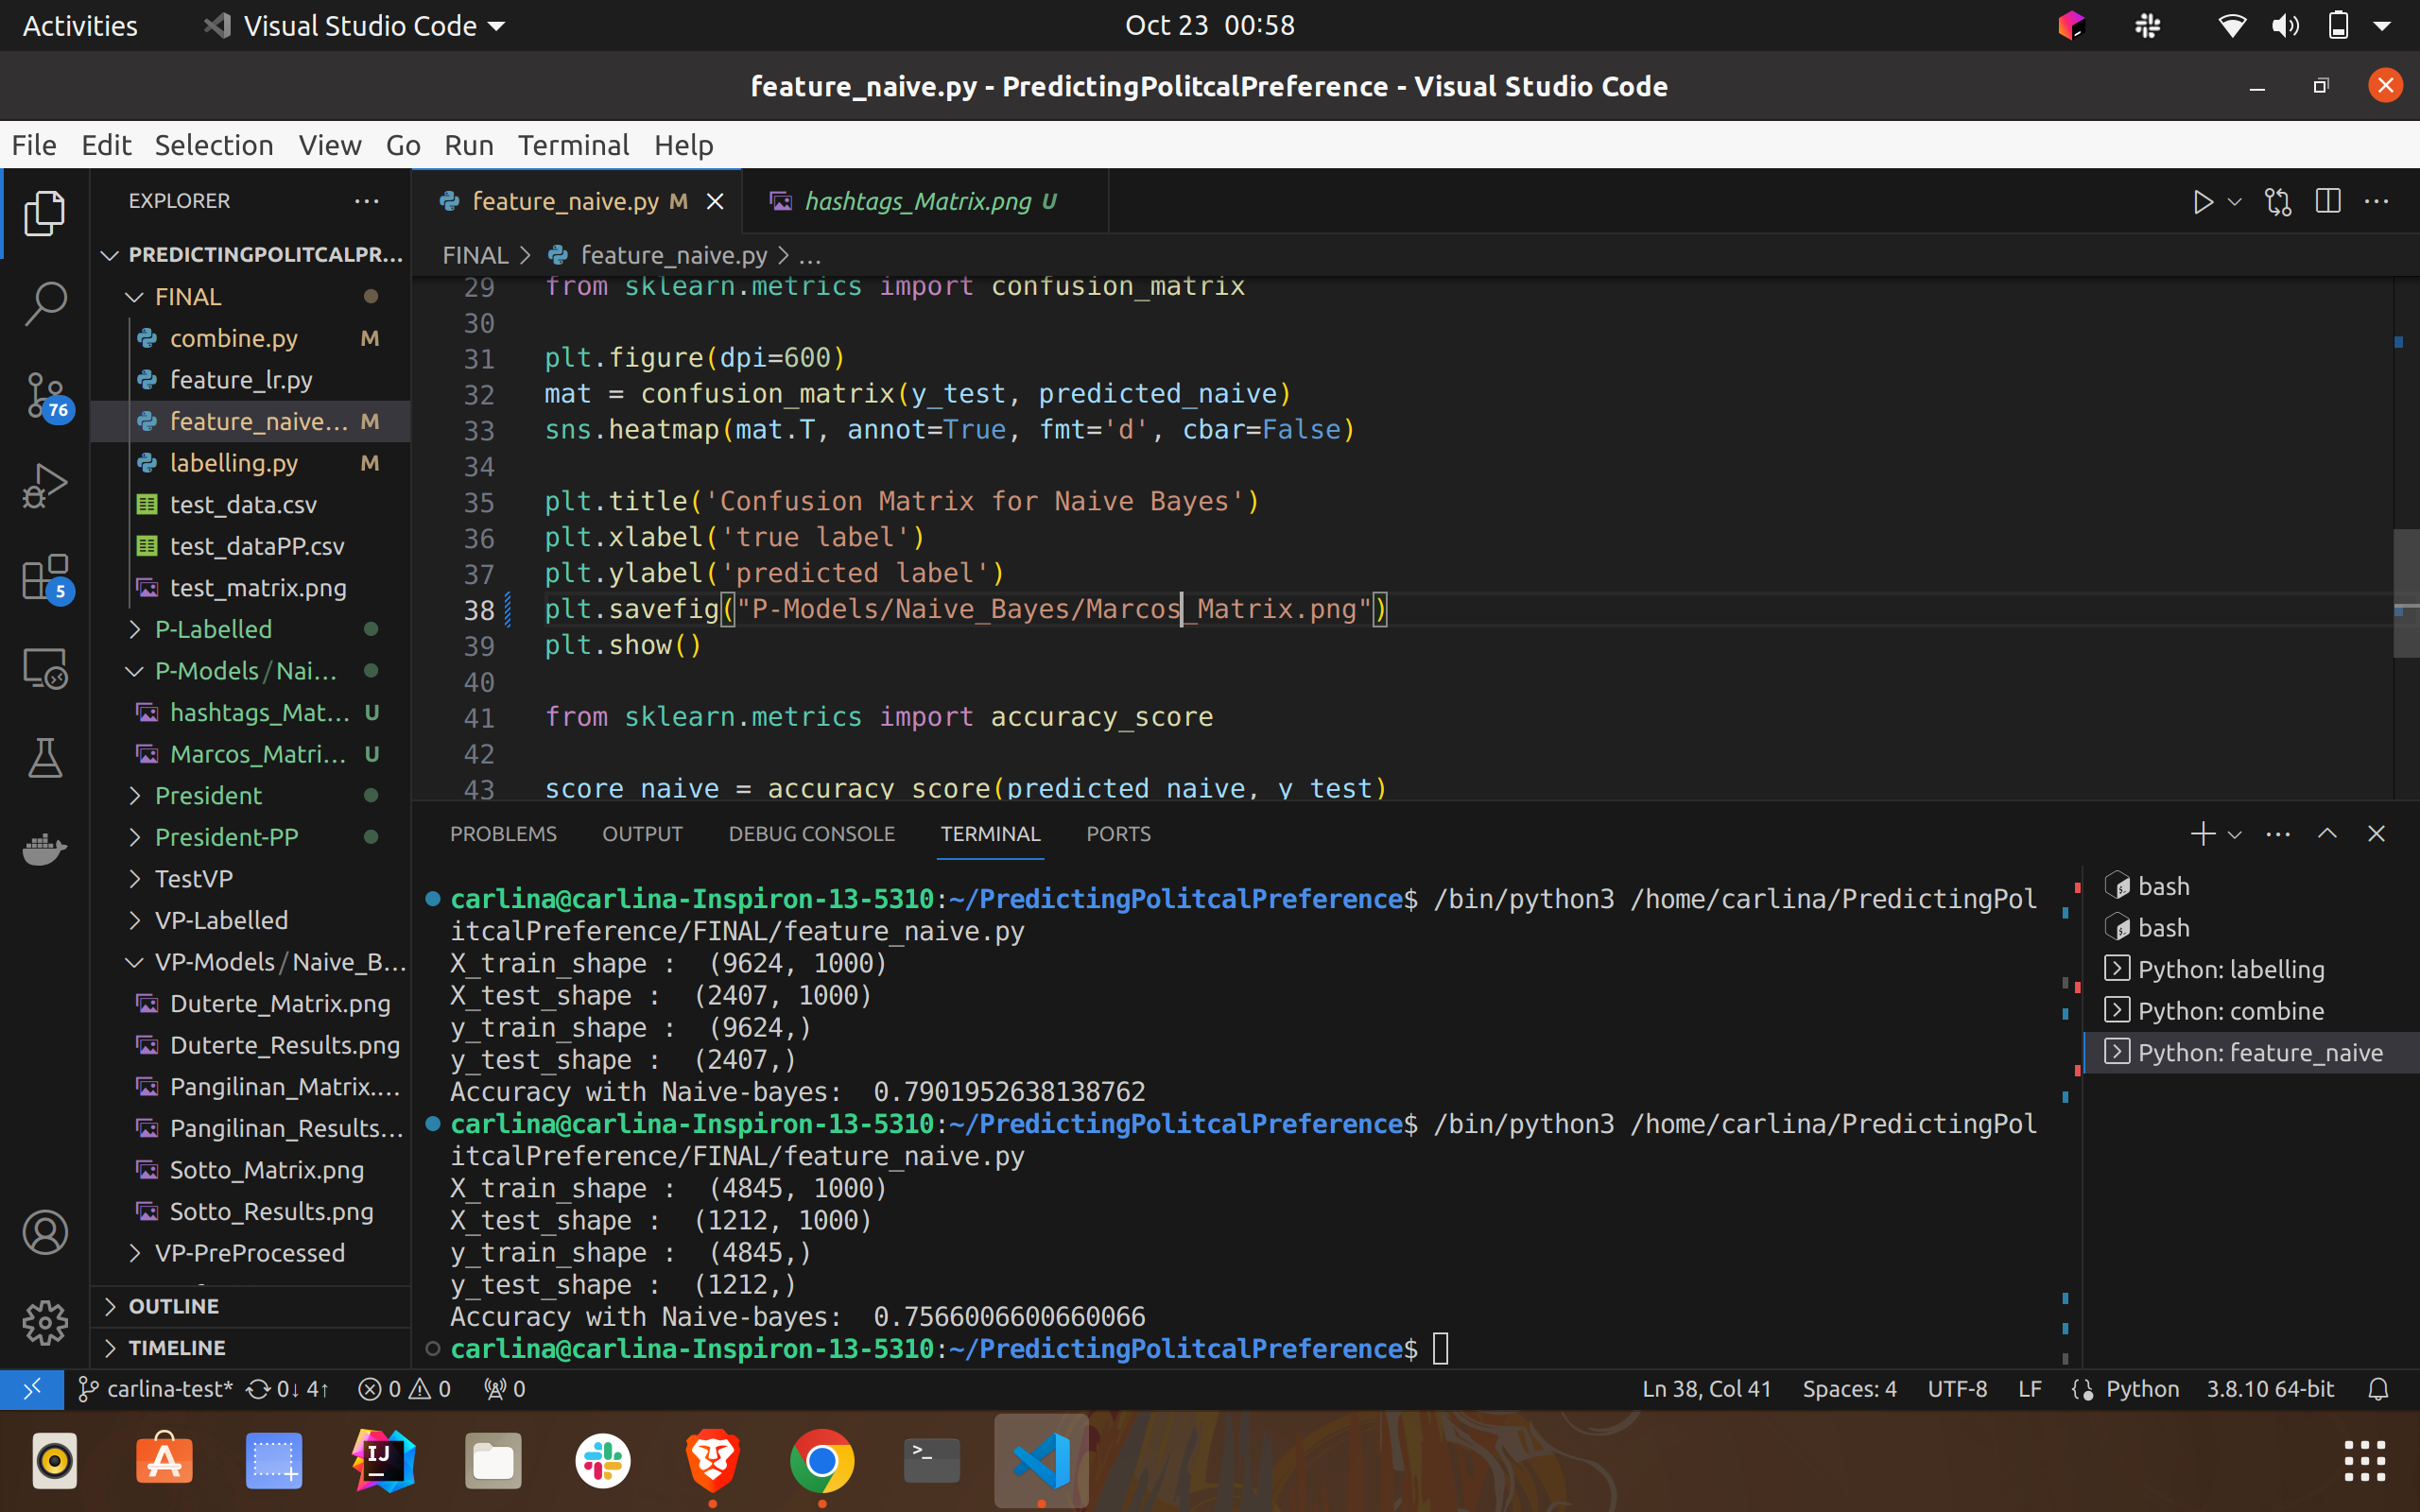 Activities
Visual Studio Code
Oct 23 00:58
feature_naive.py - PredictingPolitcalPreference - Visual Studio Code
File Edit Selection View Go Run Terminal Help
EXPLORER
PREDICTINGPOLITCALPR...
FINAL
combine.py M
feature_lr.py
feature_naive... M
labelling.py M
test_data.csv
test_dataPP.csv
test_matrix.png
P-Labelled
P-Models / Nai...
hashtags_Mat... U
Marcos_Matri... U
President
President-PP
TestVP
VP-Labelled
VP-Models / Naive_B...
Duterte_Matrix.png
Duterte_Results.png
Pangilinan_Matrix....
Pangilinan_Results...
Sotto_Matrix.png
Sotto_Results.png
VP-PreProcessed
OUTLINE
TIMELINE
76
5
feature_naive.py M
hashtags_Matrix.png U
FINAL > feature_naive.py > ...
29 from sklearn.metrics import confusion_matrix
30
31 plt.figure(dpi=600)
32 mat = confusion_matrix(y_test, predicted_naive)
33 sns.heatmap(mat.T, annot=True, fmt='d', cbar=False)
34
35 plt.title('Confusion Matrix for Naive Bayes')
36 plt.xlabel('true label')
37 plt.ylabel('predicted label')
38 plt.savefig("P-Models/Naive_Bayes/Marcos_Matrix.png")
39 plt.show()
40
41 from sklearn.metrics import accuracy_score
42
43 score_naive = accuracy_score(predicted_naive, y_test)
PROBLEMS OUTPUT DEBUG CONSOLE TERMINAL PORTS
carlina@carlina-Inspiron-13-5310:~/PredictingPolitcalPreference$ /bin/python3 /home/carlina/PredictingPol
itcalPreference/FINAL/feature_naive.py
X_train_shape :  (9624, 1000)
X_test_shape :  (2407, 1000)
y_train_shape :  (9624,)
y_test_shape :  (2407,)
Accuracy with Naive-bayes:  0.7901952638138762
carlina@carlina-Inspiron-13-5310:~/PredictingPolitcalPreference$ /bin/python3 /home/carlina/PredictingPol
itcalPreference/FINAL/feature_naive.py
X_train_shape :  (4845, 1000)
X_test_shape :  (1212, 1000)
y_train_shape :  (4845,)
y_test_shape :  (1212,)
Accuracy with Naive-bayes:  0.7566006600660066
carlina@carlina-Inspiron-13-5310:~/PredictingPolitcalPreference$
bash
bash
Python: labelling
Python: combine
Python: feature_naive
carlina-test* 0↓ 4↑ 0 0 0
Ln 38, Col 41 Spaces: 4 UTF-8 LF Python 3.8.10 64-bit
IJ